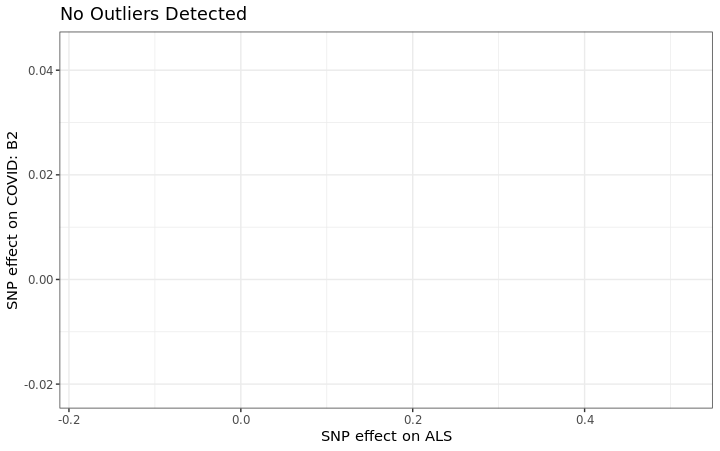 No Outliers Detected
SNP effect on COVID: B2
0.04
0.02
0.00
-0.02
-0.2
0.0
0.2
0.4
SNP effect on ALS